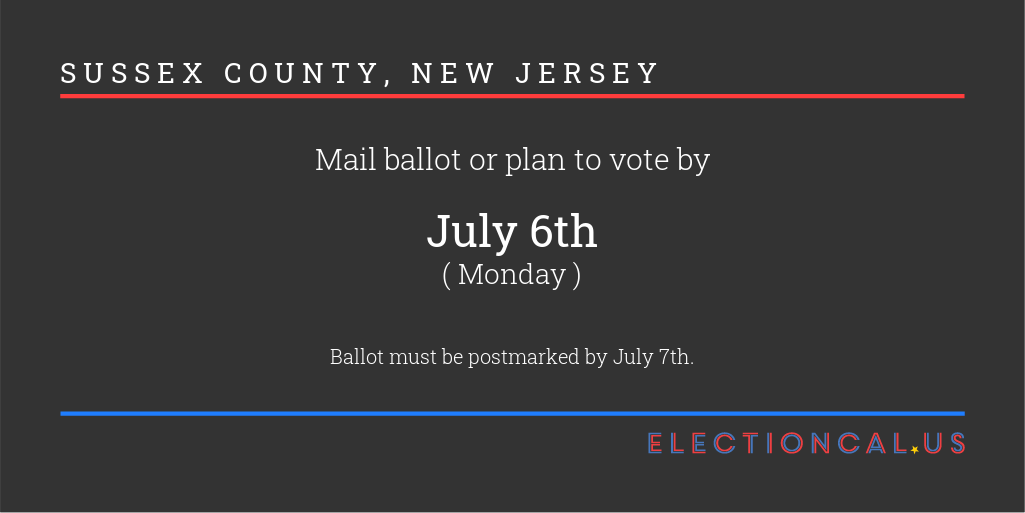 SUSSEX COUNTY, NEW JERSEY
Mail ballot or plan to vote by
July 6th
( Monday )
Ballot must be postmarked by July 7th.
ELECTIONCAL.US